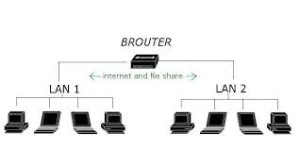 BROUTER
internet and file share
LAN 1
LAN 2